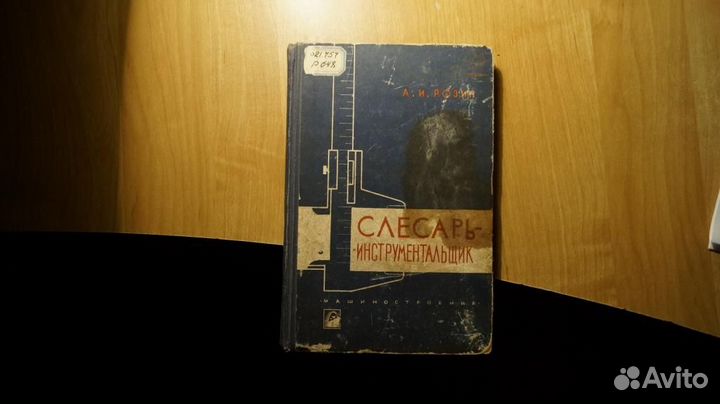 А. И. РОЗИН
СЛЕСАРЬ-
-ИНСТРУМЕНТАЛЬЩИК
·МАШИНОСТРОЕНИЕ·
Avito